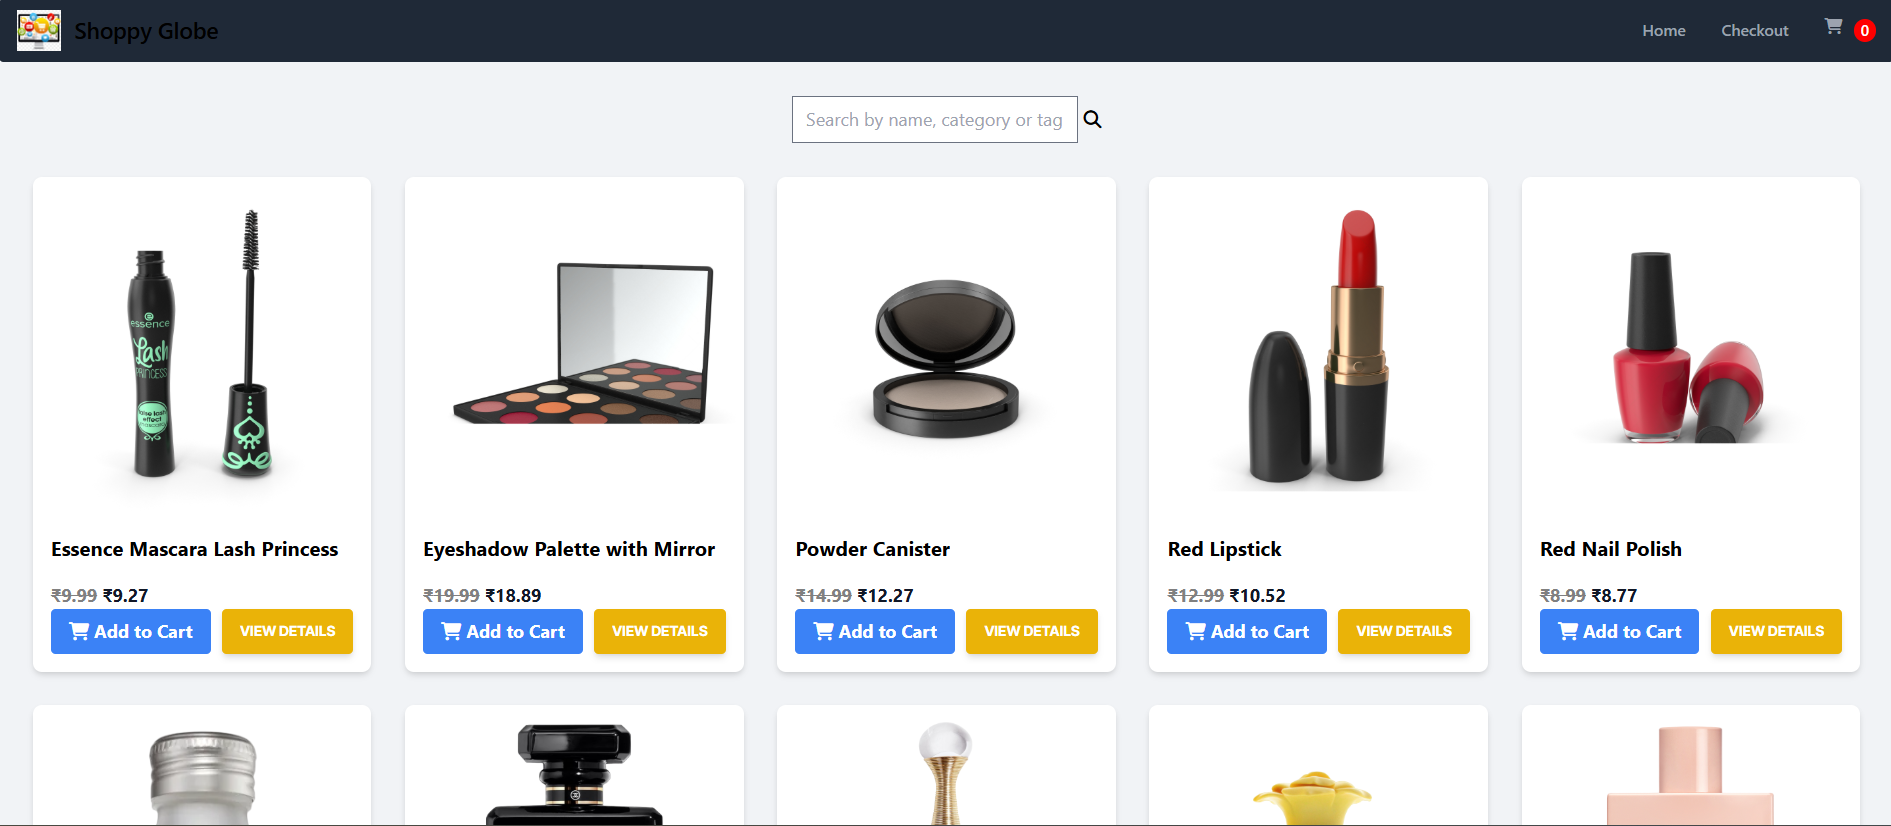 Shoppy Globe
Home
Checkout
0
Search by name, category or tag
essence
Lash
PRINCESS
false lash
effect
mascara
Essence Mascara Lash Princess
₹9.99 ₹9.27
Add to Cart
VIEW DETAILS
Eyeshadow Palette with Mirror
₹19.99 ₹18.89
Add to Cart
VIEW DETAILS
Powder Canister
₹14.99 ₹12.27
Add to Cart
VIEW DETAILS
Red Lipstick
₹12.99 ₹10.52
Add to Cart
VIEW DETAILS
Red Nail Polish
₹8.99 ₹8.77
Add to Cart
VIEW DETAILS